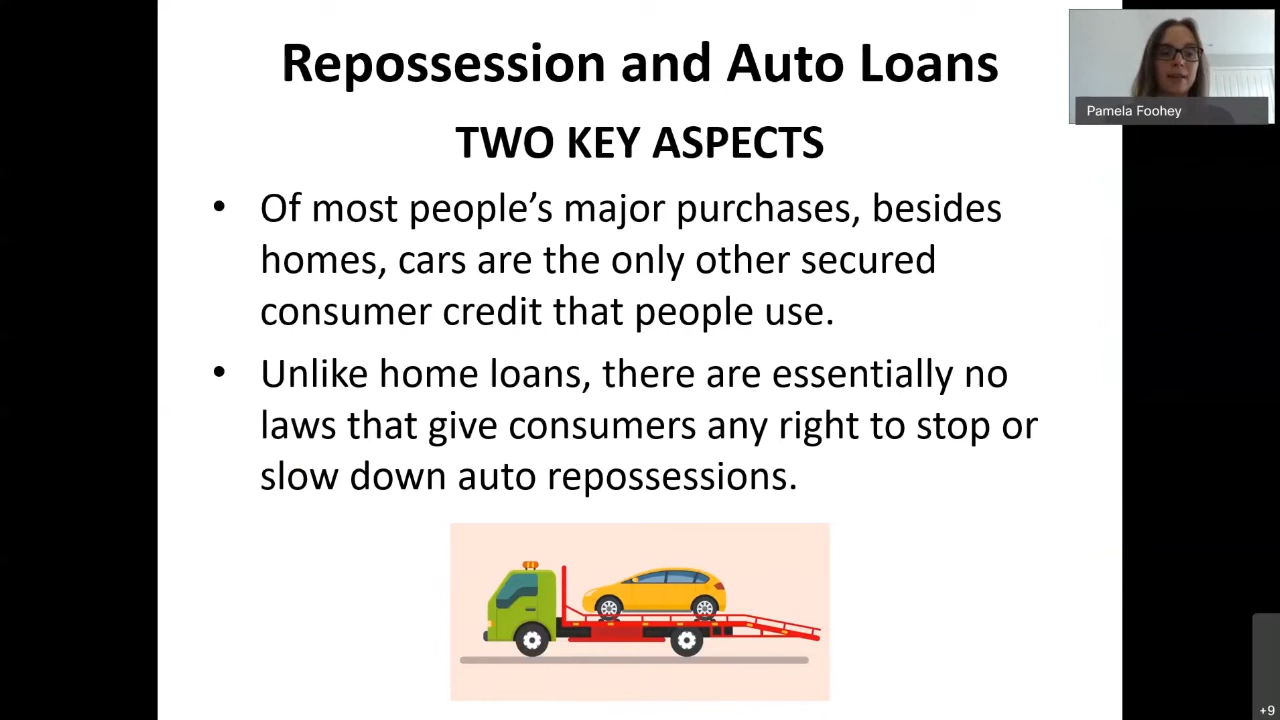 Repossession and Auto Loans
Pamela Foohey
TWO KEY ASPECTS
• Of most people’s major purchases, besides
homes, cars are the only other secured
consumer credit that people use.
• Unlike home loans, there are essentially no
laws that give consumers any right to stop or
slow down auto repossessions.
+9